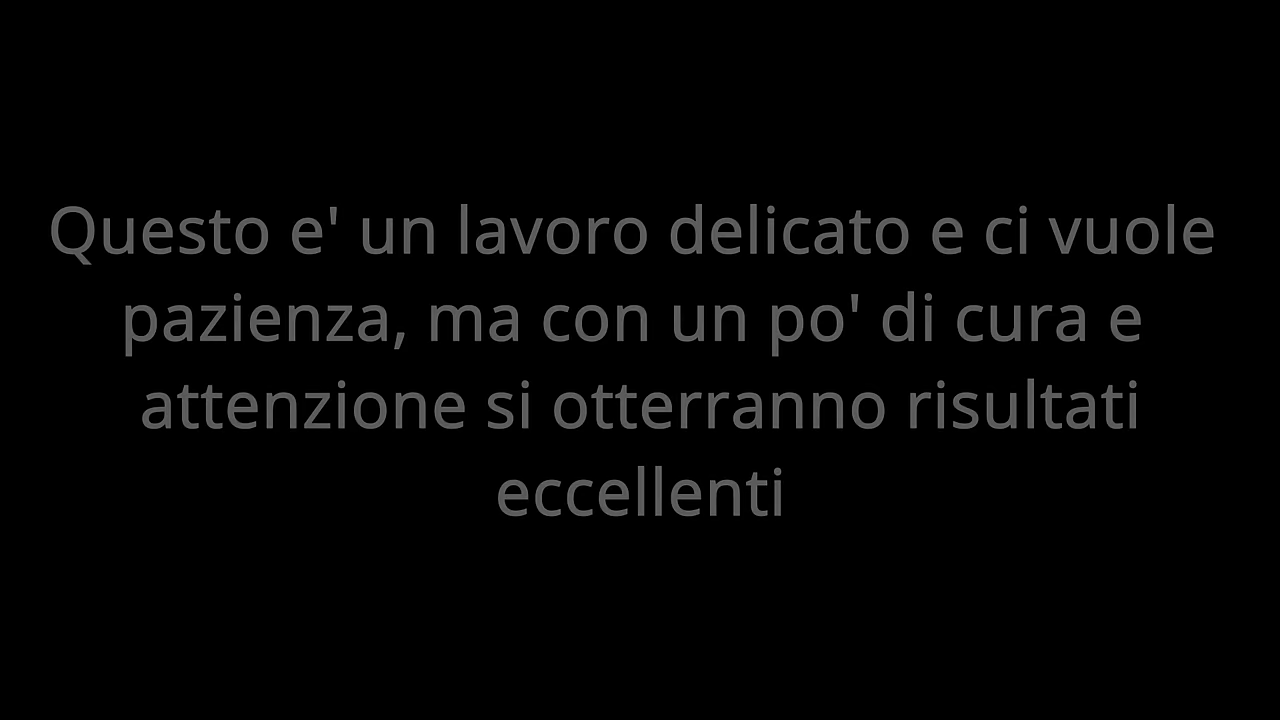 Questo e' un lavoro delicato e ci vuole
pazienza, ma con un po' di cura e
attenzione si otterranno risultati
eccellenti